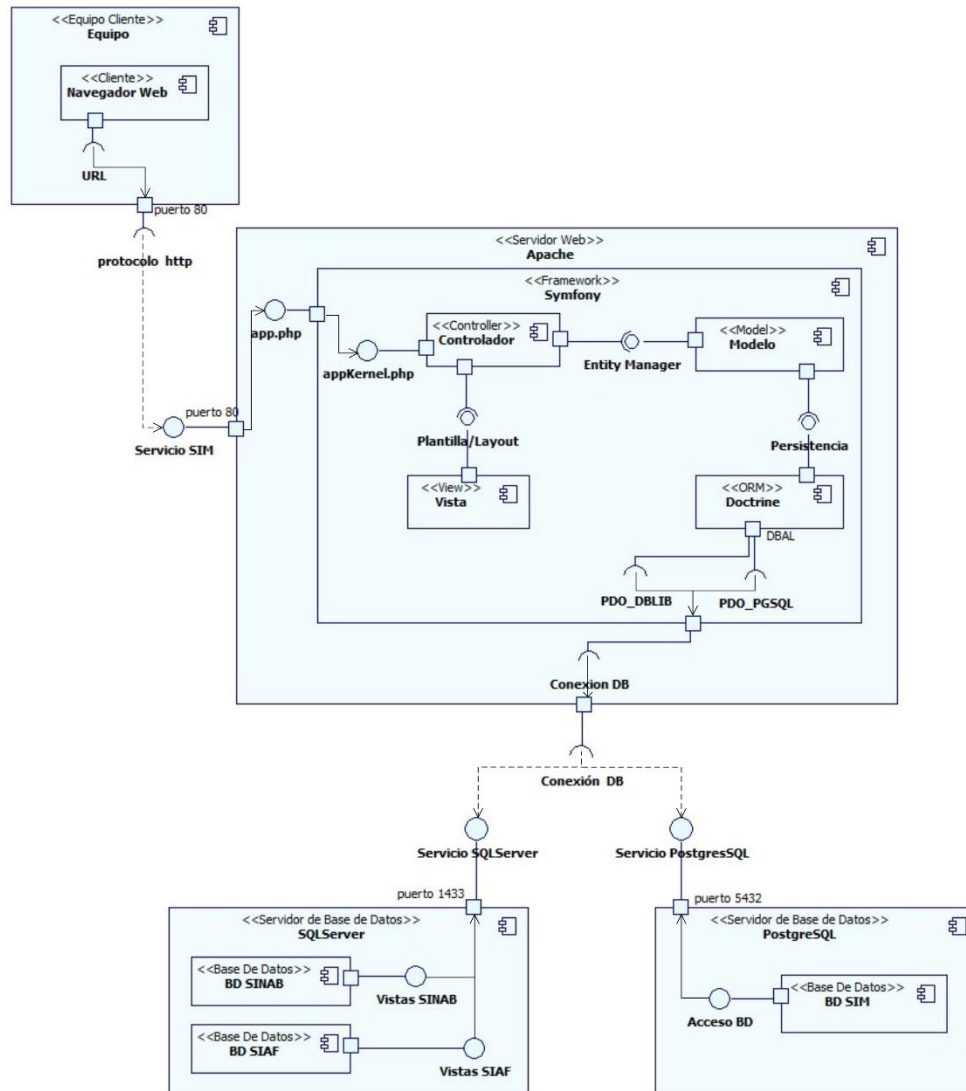 <<Equipo Cliente>>
Equipo
<<Cliente>>
Navegador Web
URL
puerto 80
protocolo http
<<Servidor Web>>
Apache
<<Framework>>
Symfony
app.php
<<Controller>>
Controlador
<<Model>>
Modelo
appKernel.php
Entity Manager
puerto 80
Servicio SIM
Plantilla/Layout
Persistencia
<<View>>
Vista
<<ORM>>
Doctrine
DBAL
PDO_DBLIB
PDO_PGSQL
Conexion DB
Conexión DB
Servicio SQLServer
Servicio PostgresSQL
puerto 1433
puerto 5432
<<Servidor de Base de Datos>>
SQLServer
<<Base De Datos>>
BD SINAB
Vistas SINAB
<<Base De Datos>>
BD SIAF
Vistas SIAF
<<Servidor de Base de Datos>>
PostgreSQL
<<Base De Datos>>
BD SIM
Acceso BD